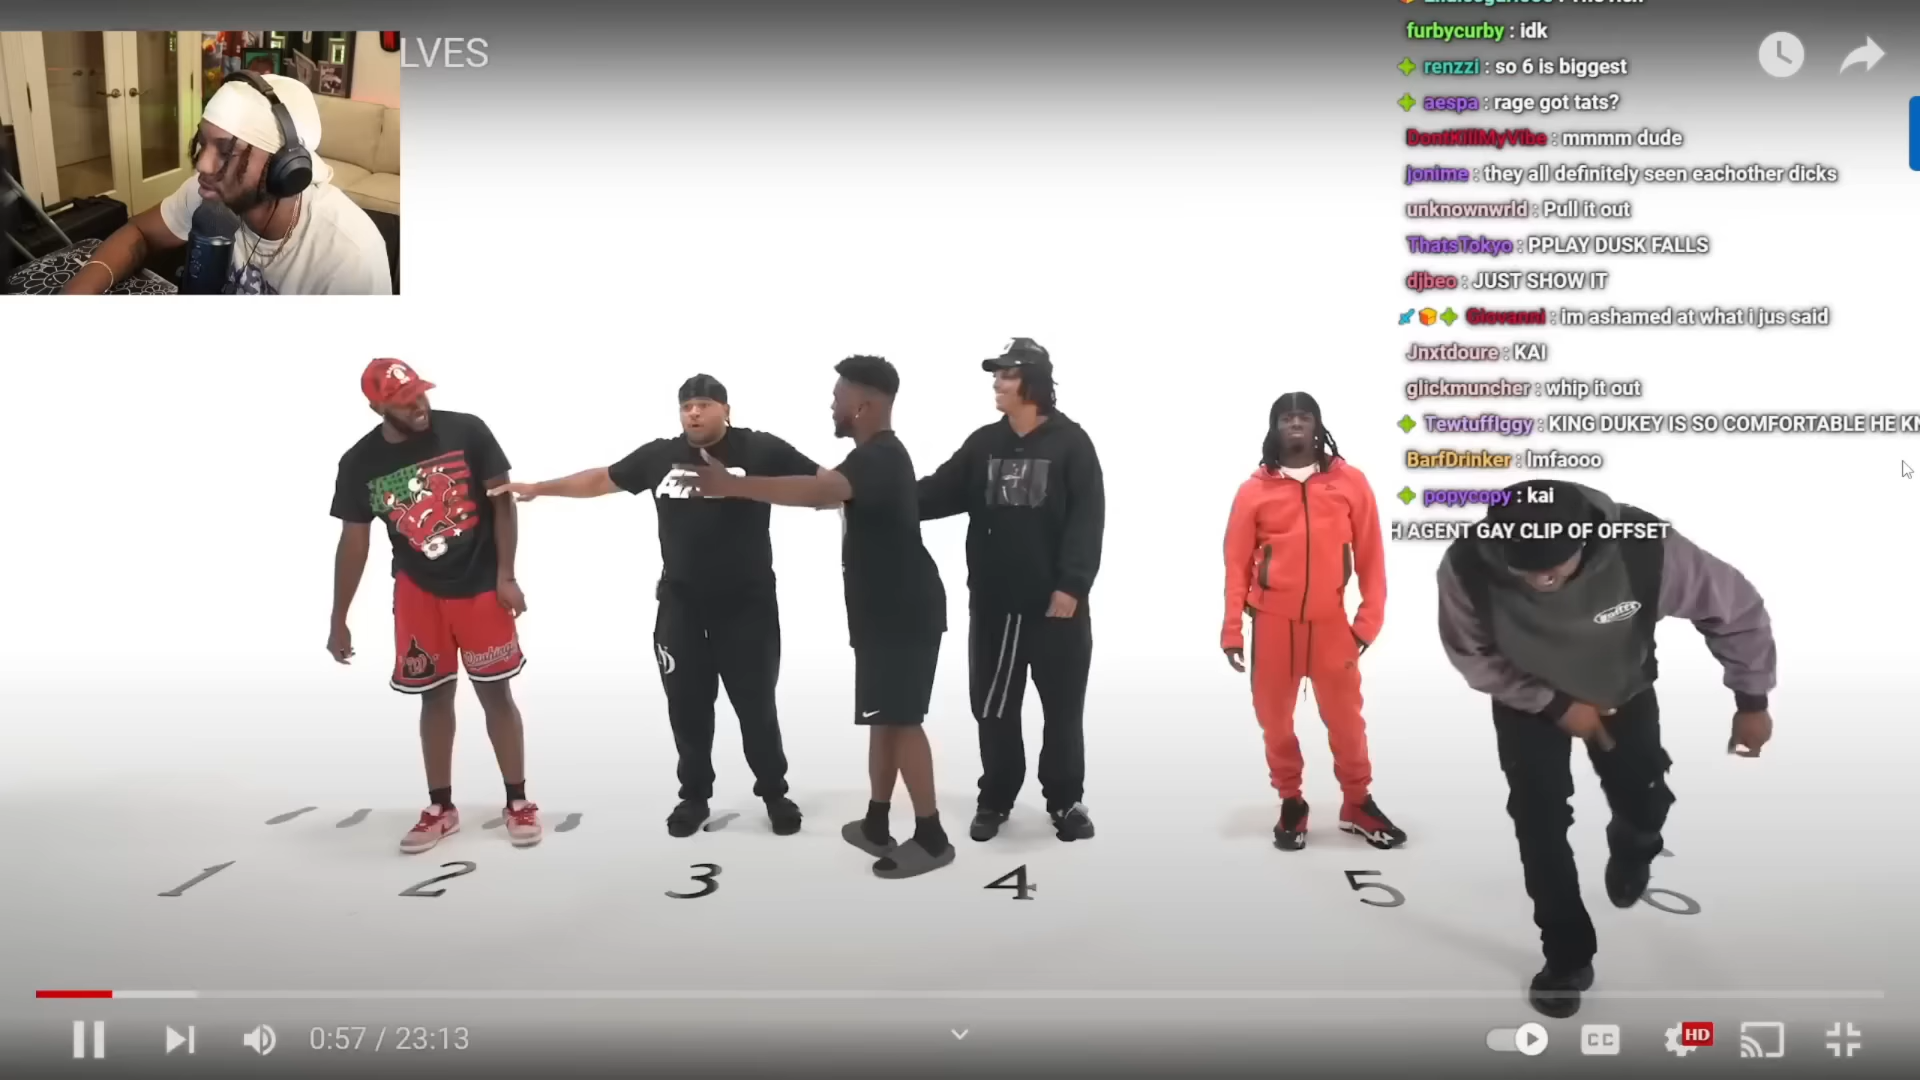 LVES
furbycurby : idk
renzzi : so 6 is biggest
aespa : rage got tats?
DontKillMyVibe : mmmm dude
jonime : they all definitely seen eachother dicks
unknownwrld : Pull it out
ThatsTokyo : PPLAY DUSK FALLS
djbeo : JUST SHOW IT
Giovanni : im ashamed at what i jus said
Jnxtdoure : KAI
glickmuncher : whip it out
TewtuffIggy : KING DUKEY IS SO COMFORTABLE HE KN
BarfDrinker : lmfaooo
popycopy : kai
H AGENT GAY CLIP OF OFFSET
1 2 3 4 5 6
0:57 / 23:13
CC
HD